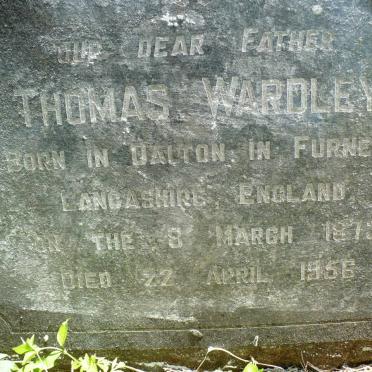 OUR DEAR FATHER
THOMAS WARDLEY
BORN IN DALTON IN FURNE
LANCASHIRE, ENGLAND,
ON THE 8 MARCH 187
DIED 22 APRIL 1956